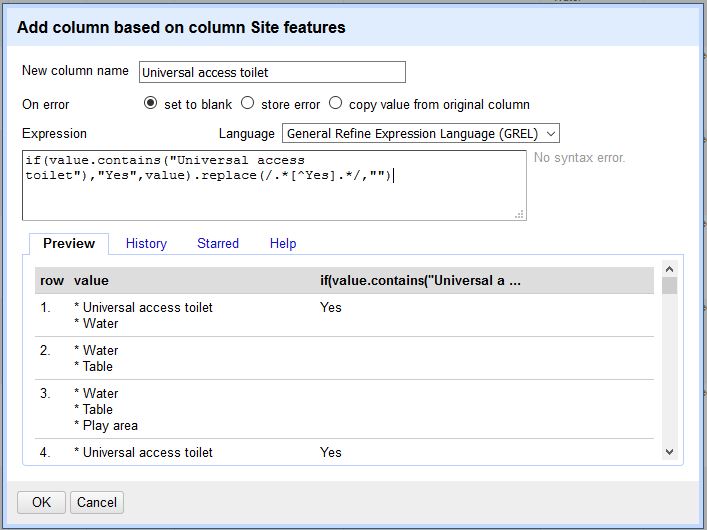 Add column based on column Site features
New column name Universal access toilet
On error set to blank store error copy value from original column
Expression Language General Refine Expression Language (GREL)
if(value.contains("Universal access
toilet"),"Yes",value).replace(/.*[^Yes].*/,"")
No syntax error.
Preview History Starred Help
row value if(value.contains("Universal a ...
1. * Universal access toilet Yes
* Water
2. * Water
* Table
3. * Water
* Table
* Play area
4. * Universal access toilet Yes
OK Cancel